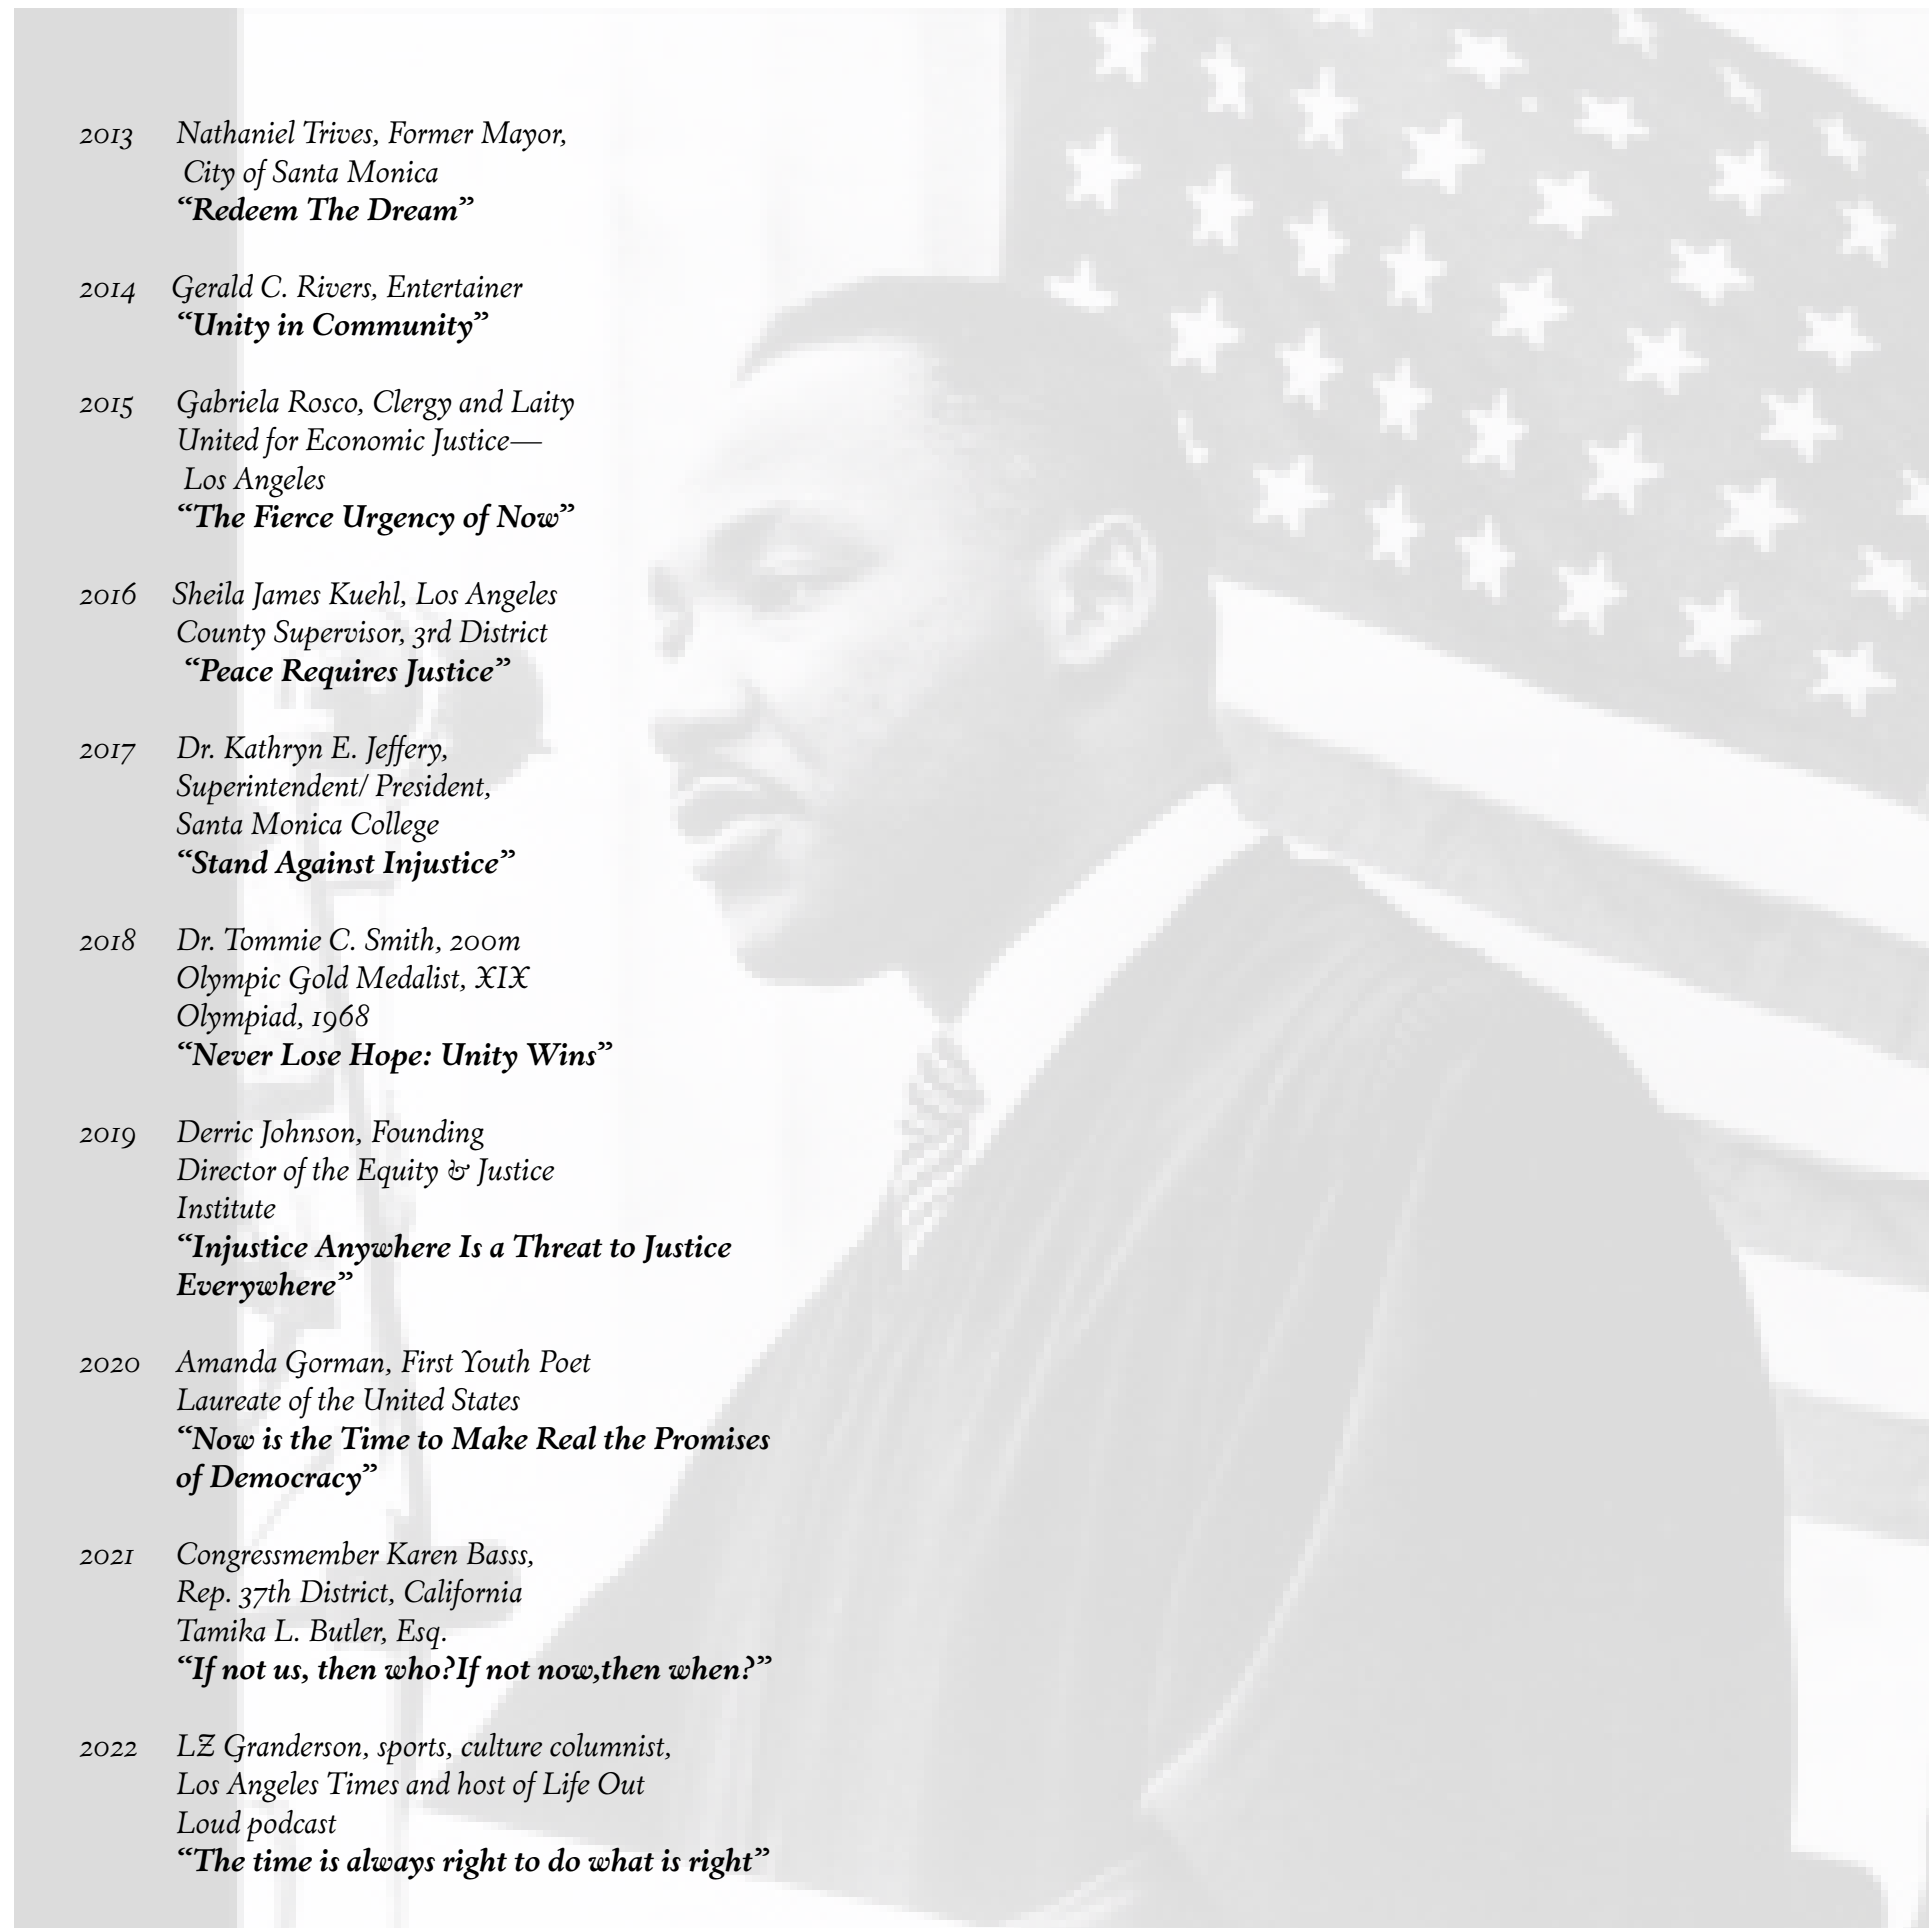 2013 Nathaniel Trives, Former Mayor,
City of Santa Monica
“Redeem The Dream”
2014 Gerald C. Rivers, Entertainer
“Unity in Community”
2015 Gabriela Rosco, Clergy and Laity
United for Economic Justice—
Los Angeles
“The Fierce Urgency of Now”
2016 Sheila James Kuehl, Los Angeles
County Supervisor, 3rd District
“Peace Requires Justice”
2017 Dr. Kathryn E. Jeffery,
Superintendent/ President,
Santa Monica College
“Stand Against Injustice”
2018 Dr. Tommie C. Smith, 200m
Olympic Gold Medalist, XIX
Olympiad, 1968
“Never Lose Hope: Unity Wins”
2019 Derric Johnson, Founding
Director of the Equity & Justice
Institute
“Injustice Anywhere Is a Threat to Justice
Everywhere”
2020 Amanda Gorman, First Youth Poet
Laureate of the United States
“Now is the Time to Make Real the Promises
of Democracy”
2021 Congressmember Karen Basss,
Rep. 37th District, California
Tamika L. Butler, Esq.
“If not us, then who?If not now,then when?”
2022 LZ Granderson, sports, culture columnist,
Los Angeles Times and host of Life Out
Loud podcast
“The time is always right to do what is right”